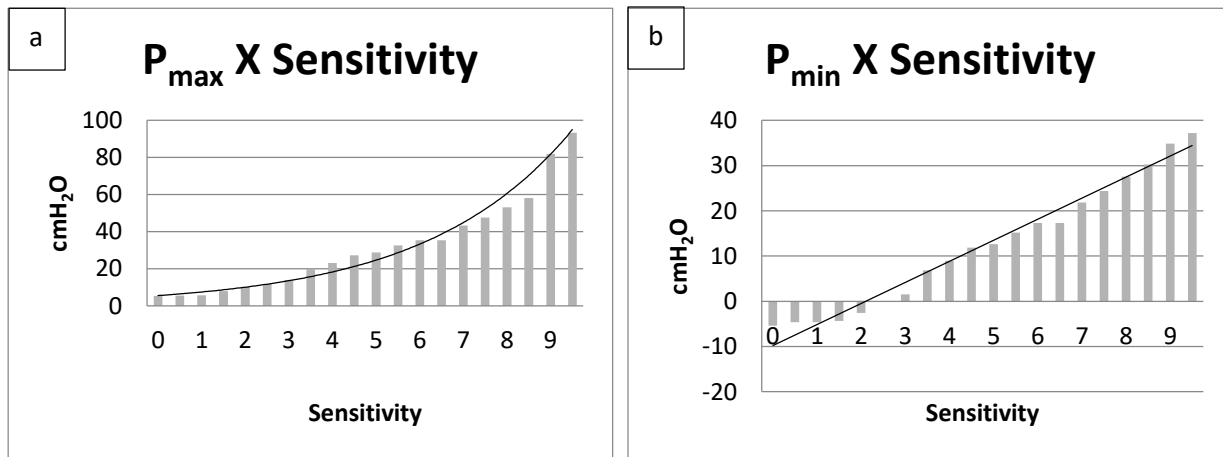 a
Pmax X Sensitivity
100
80
60
40
20
0
cmH2O
0 1 2 3 4 5 6 7 8 9
Sensitivity
b
Pmin X Sensitivity
40
30
20
10
0
-10
-20
cmH2O
0 1 2 3 4 5 6 7 8 9
Sensitivity